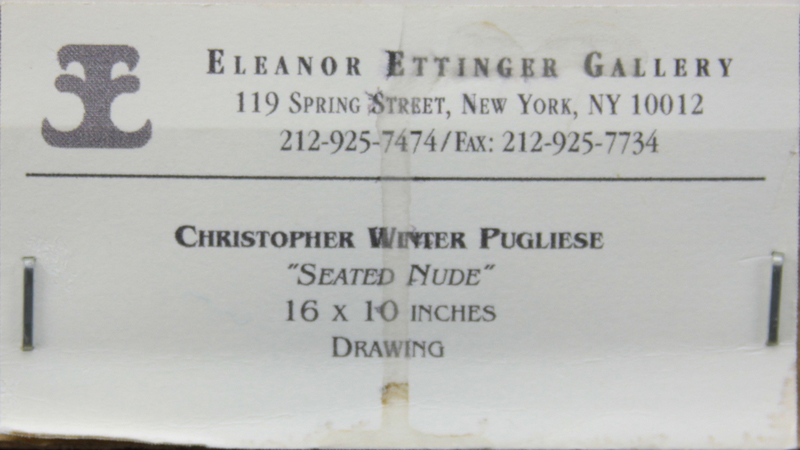 ELEANOR ETTINGER GALLERY
119 SPRING STREET, NEW YORK, NY 10012
212-925-7474/FAX: 212-925-7734
CHRISTOPHER WINTER PUGLIESE
"SEATED NUDE"
16 X 10 INCHES
DRAWING